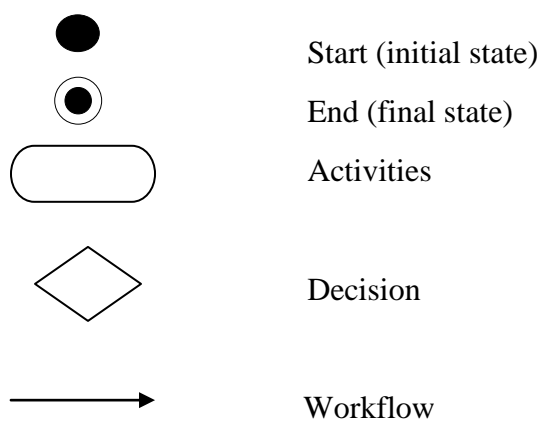 Start (initial state)
End (final state)
Activities
Decision
Workflow